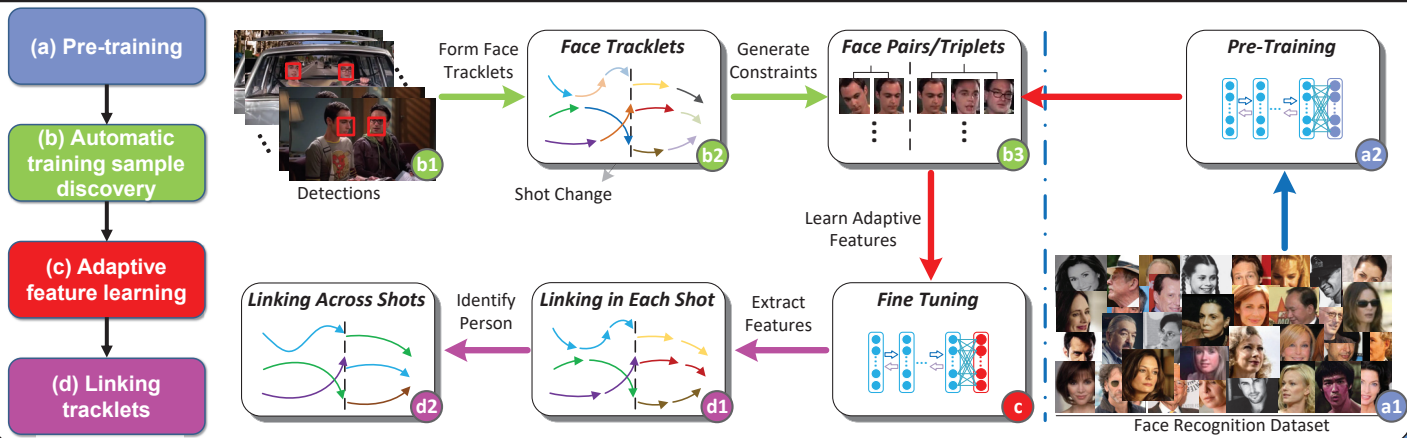 (a) Pre-training
(b) Automatic
training sample
discovery
(c) Adaptive
feature learning
(d) Linking
tracklets
Detections
b1
Form Face
Tracklets
Face Tracklets
b2
Shot Change
Generate
Constraints
Face Pairs/Triplets
b3
Pre-Training
a2
Face Recognition Dataset
a1
Learn Adaptive
Features
Fine Tuning
c
Extract
Features
Linking in Each Shot
d1
Identify
Person
Linking Across Shots
d2